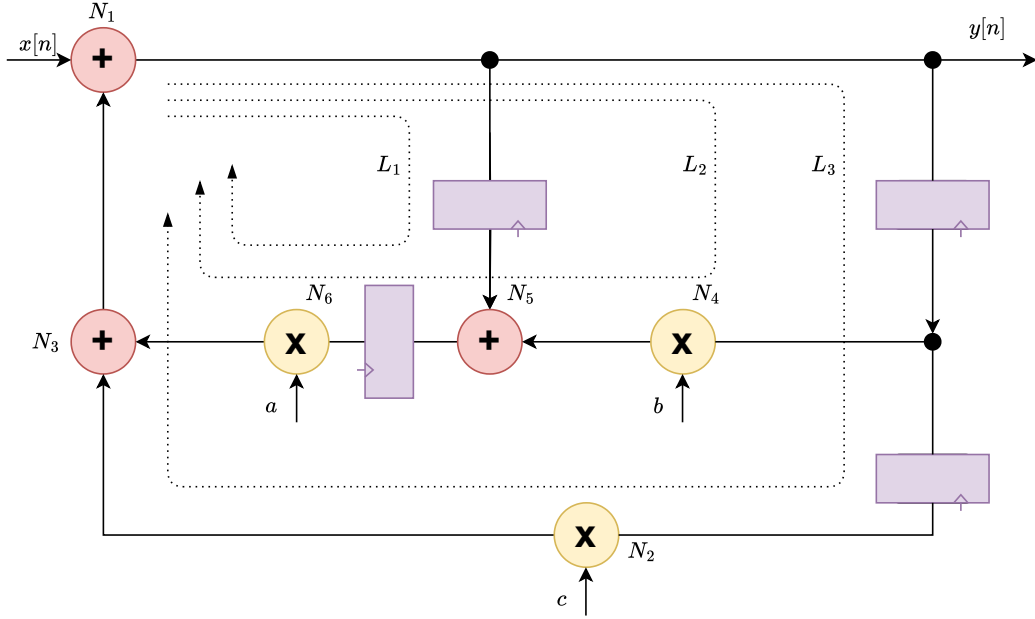 N₁
x[n]
y[n]
+
L₁
L₂
L₃
N₆
N₅
N₄
N₃
+
x
+
x
a
b
x
N₂
c